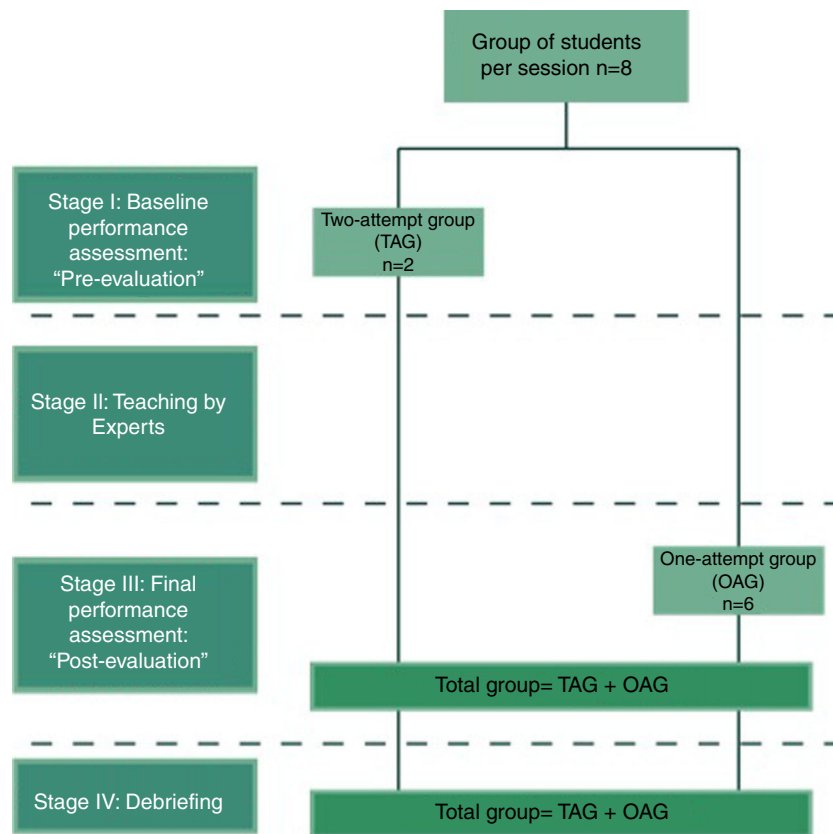 Group of students
per session n=8
Stage I: Baseline
performance
assessment:
“Pre-evaluation”
Two-attempt group
(TAG)
n=2
Stage II: Teaching by
Experts
Stage III: Final
performance
assessment:
“Post-evaluation”
One-attempt group
(OAG)
n=6
Total group= TAG + OAG
Stage IV: Debriefing
Total group= TAG + OAG